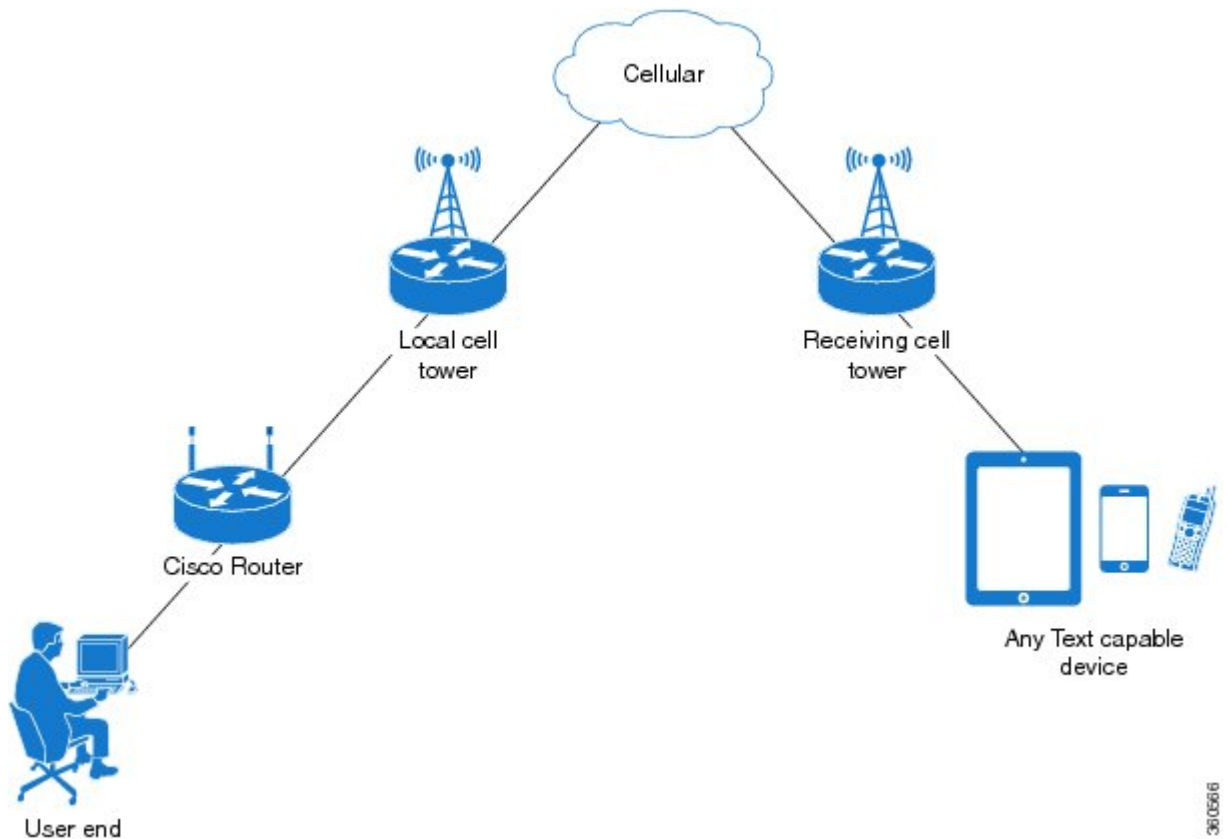 Cellular
Local cell
tower
Receiving cell
tower
Cisco Router
Any Text capable
device
User end
360566